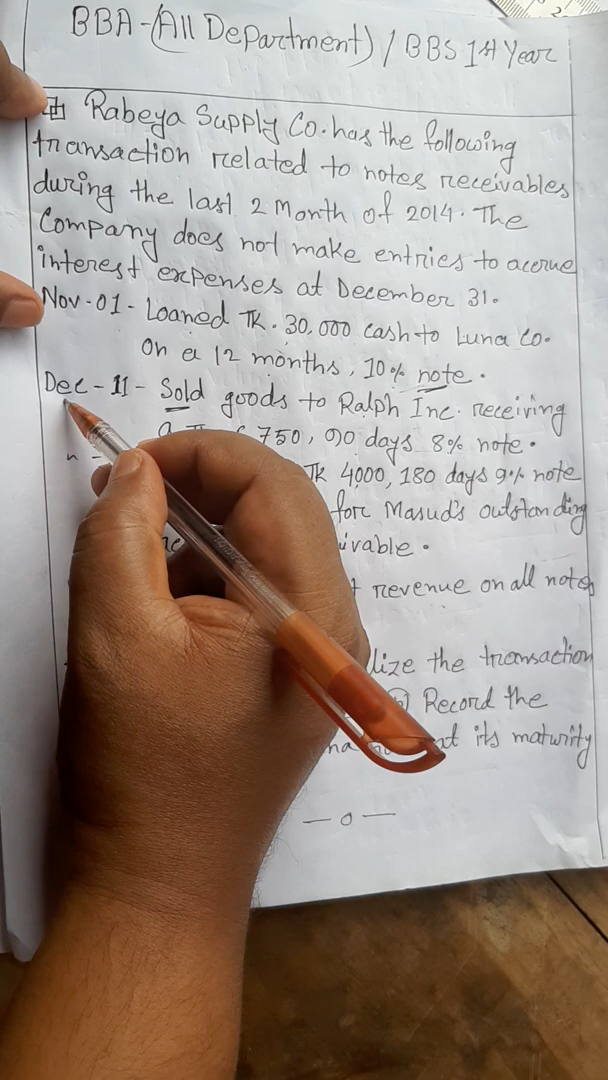 BBA-(All Department) / BBS 1st Year
Rabeya Supply Co. has the following
transaction related to notes receivables
during the last 2 Month of 2014. The
Company does not make entries to accrue
interest expenses at December 31.
Nov-01- Loaned Tk. 30,000 cash to Luna Co.
On a 12 months, 10% note.
Dec-11- Sold goods to Ralph Inc. receiving
750, 90 days 8% note.
Tk 4000, 180 days 9% note
for Masud's outstanding
revenue on all notes
the transaction
Record the
its maturity
—o—